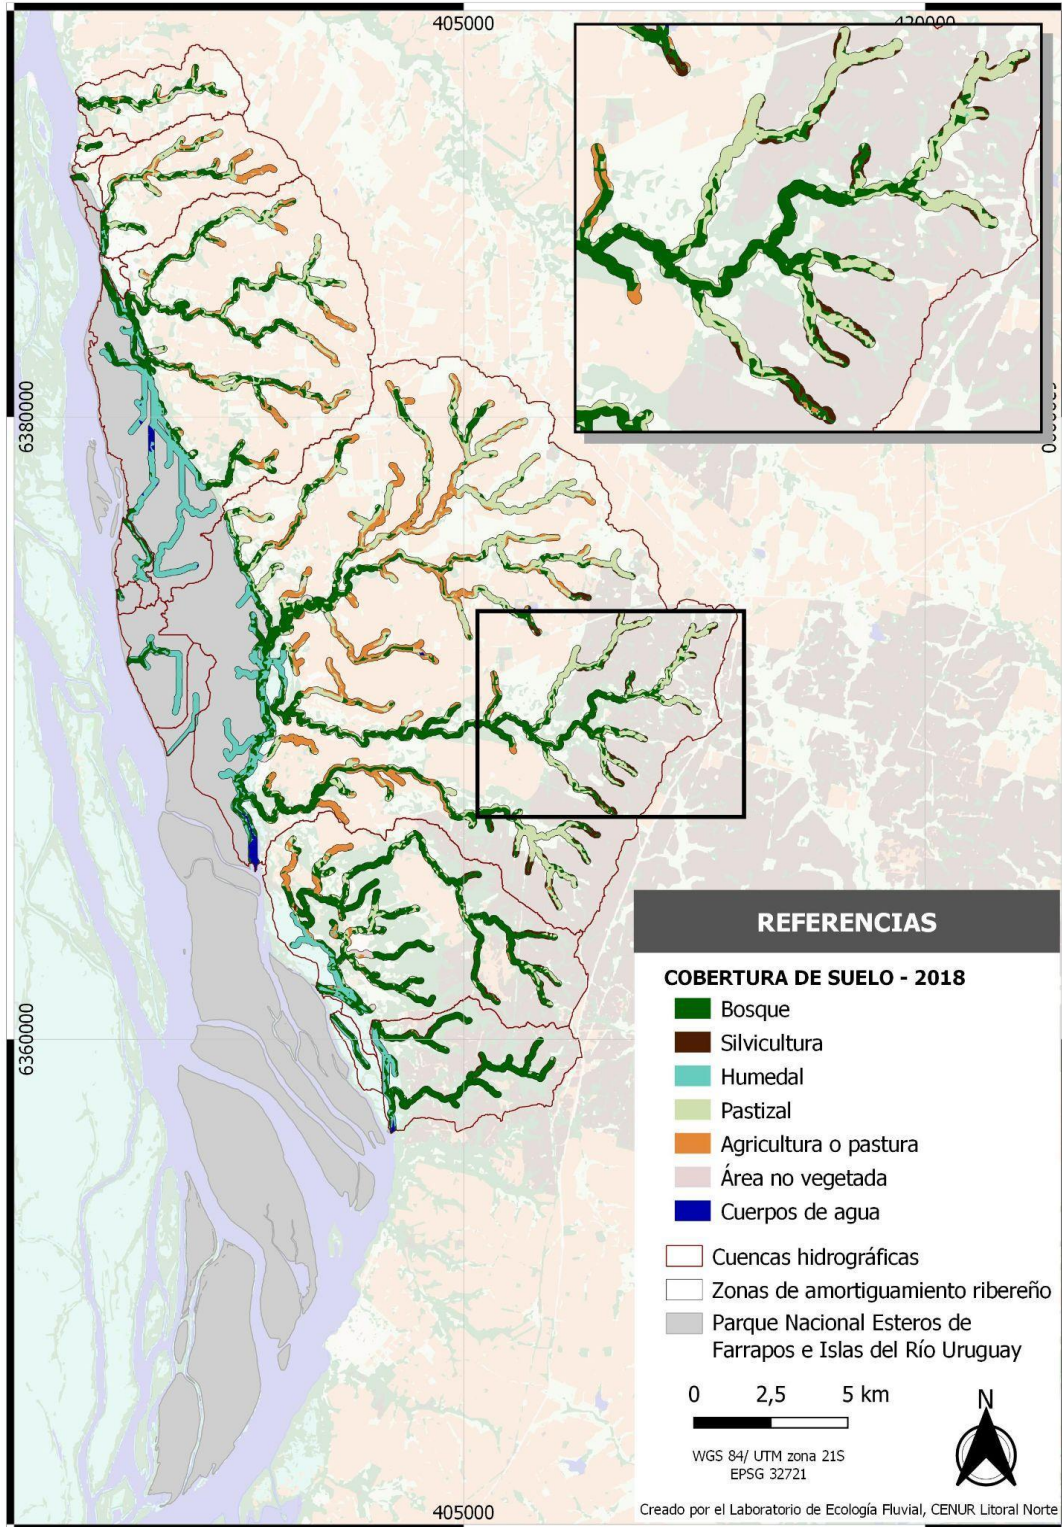 405000
420000
6380000
6360000
REFERENCIAS
COBERTURA DE SUELO - 2018
Bosque
Silvicultura
Humedal
Pastizal
Agricultura o pastura
Área no vegetada
Cuerpos de agua
Cuencas hidrográficas
Zonas de amortiguamiento ribereño
Parque Nacional Esteros de
Farrapos e Islas del Río Uruguay
0 2,5 5 km
N
WGS 84/ UTM zona 21S
EPSG 32721
405000
Creado por el Laboratorio de Ecología Fluvial, CENUR Litoral Norte